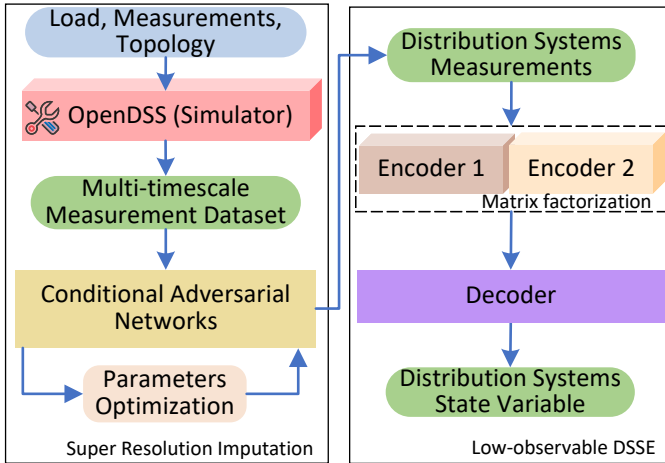 Load, Measurements,
Topology
OpenDSS (Simulator)
Multi-timescale
Measurement Dataset
Conditional Adversarial
Networks
Parameters
Optimization
Super Resolution Imputation
Distribution Systems
Measurements
Encoder 1
Encoder 2
Matrix factorization
Decoder
Distribution Systems
State Variable
Low-observable DSSE